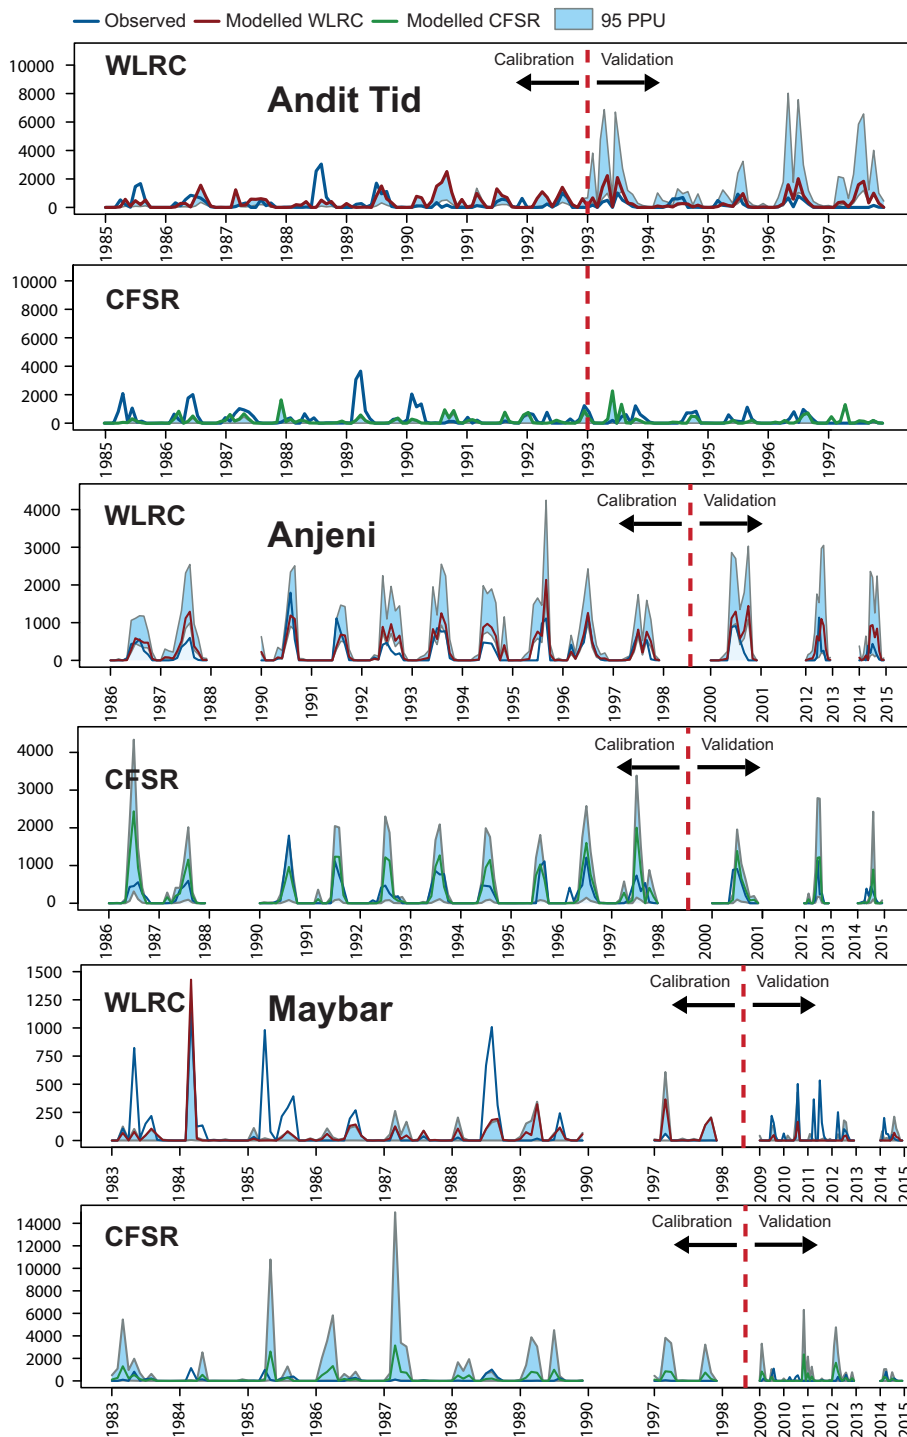 Observed Modelled WLRC Modelled CFSR 95 PPU
WLRC
Andit Tid
Calibration Validation
10000
8000
6000
4000
2000
0
1985 1986 1987 1988 1989 1990 1991 1992 1993 1994 1995 1996 1997
CFSR
10000
8000
6000
4000
2000
0
1985 1986 1987 1988 1989 1990 1991 1992 1993 1994 1995 1996 1997
WLRC
Anjeni
Calibration Validation
4000
3000
2000
1000
0
1986 1987 1988 1990 1991 1992 1993 1994 1995 1996 1997 1998 2000 2001 2012 2013 2014 2015
CFSR
Calibration Validation
4000
3000
2000
1000
0
1986 1987 1988 1990 1991 1992 1993 1994 1995 1996 1997 1998 2000 2001 2012 2013 2014 2015
WLRC
Maybar
Calibration Validation
1500
1250
1000
750
500
250
0
1983 1984 1985 1986 1987 1988 1989 1990 1997 1998 2009 2010 2011 2012 2013 2014 2015
CFSR
Calibration Validation
14000
12000
10000
8000
6000
4000
2000
0
1983 1984 1985 1986 1987 1988 1989 1990 1997 1998 2009 2010 2011 2012 2013 2014 2015